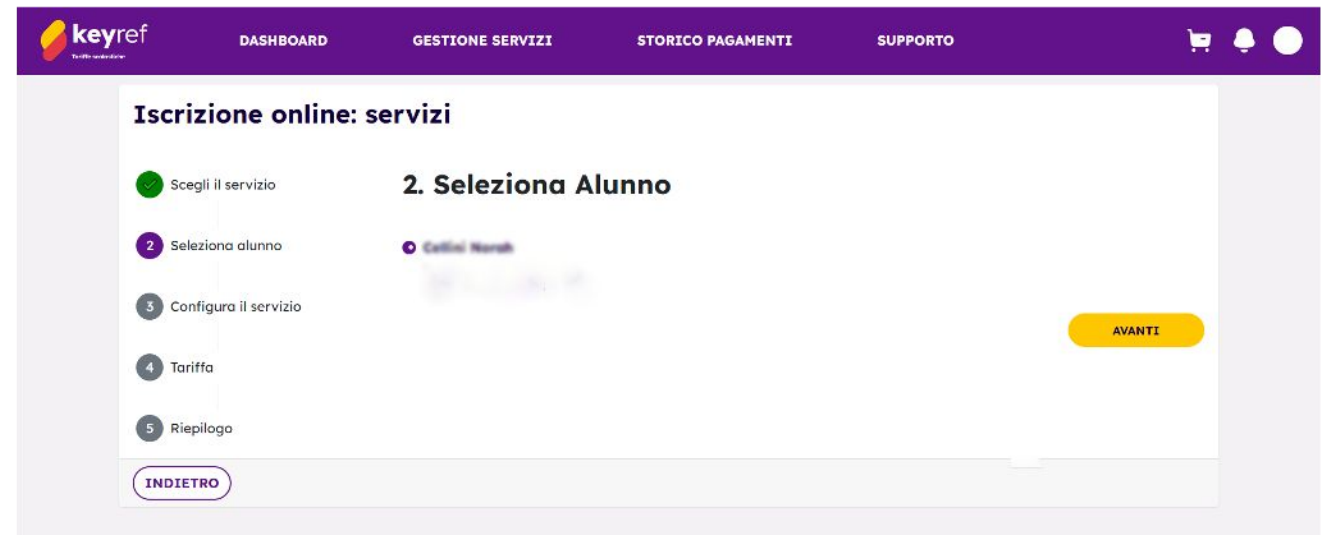 keyref
DASHBOARD
GESTIONE SERVIZI
STORICO PAGAMENTI
SUPPORTO
Iscrizione online: servizi
Scegli il servizio
2. Seleziona Alunno
2 Seleziona alunno
3 Configura il servizio
AVANTI
4 Tariffa
5 Riepilogo
INDIETRO